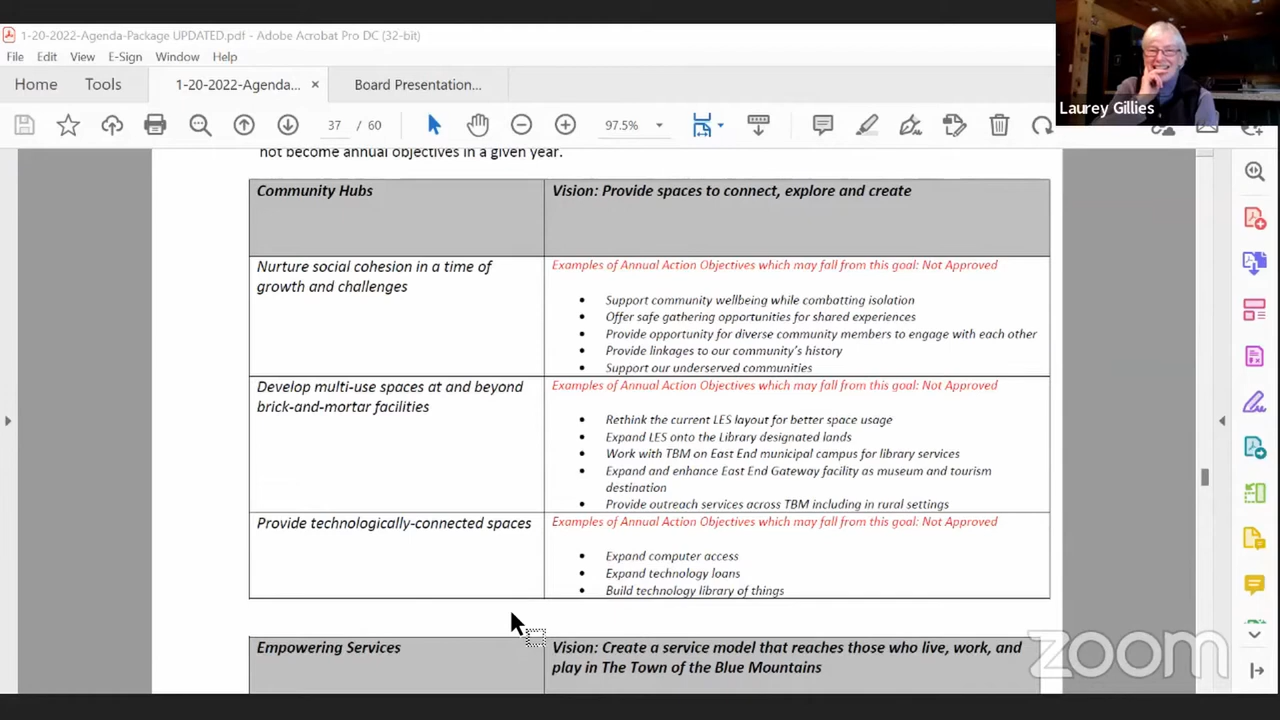 1-20-2022-Agenda-Package UPDATED.pdf - Adobe Acrobat Pro DC (32-bit)
File Edit View E-Sign Window Help
Home Tools 1-20-2022-Agenda... × Board Presentation...
37 / 60 97.5%
Laurey Gillies
not become annual objectives in a given year.
Community Hubs
Vision: Provide spaces to connect, explore and create
Nurture social cohesion in a time of
growth and challenges
Examples of Annual Action Objectives which may fall from this goal: Not Approved
• Support community wellbeing while combatting isolation
• Offer safe gathering opportunities for shared experiences
• Provide opportunity for diverse community members to engage with each other
• Provide linkages to our community's history
• Support our underserved communities
Develop multi-use spaces at and beyond
brick-and-mortar facilities
Examples of Annual Action Objectives which may fall from this goal: Not Approved
• Rethink the current LES layout for better space usage
• Expand LES onto the Library designated lands
• Work with TBM on East End municipal campus for library services
• Expand and enhance East End Gateway facility as museum and tourism
destination
• Provide outreach services across TBM including in rural settings
Provide technologically-connected spaces
Examples of Annual Action Objectives which may fall from this goal: Not Approved
• Expand computer access
• Expand technology loans
• Build technology library of things
Empowering Services
Vision: Create a service model that reaches those who live, work, and
play in The Town of the Blue Mountains
zoom